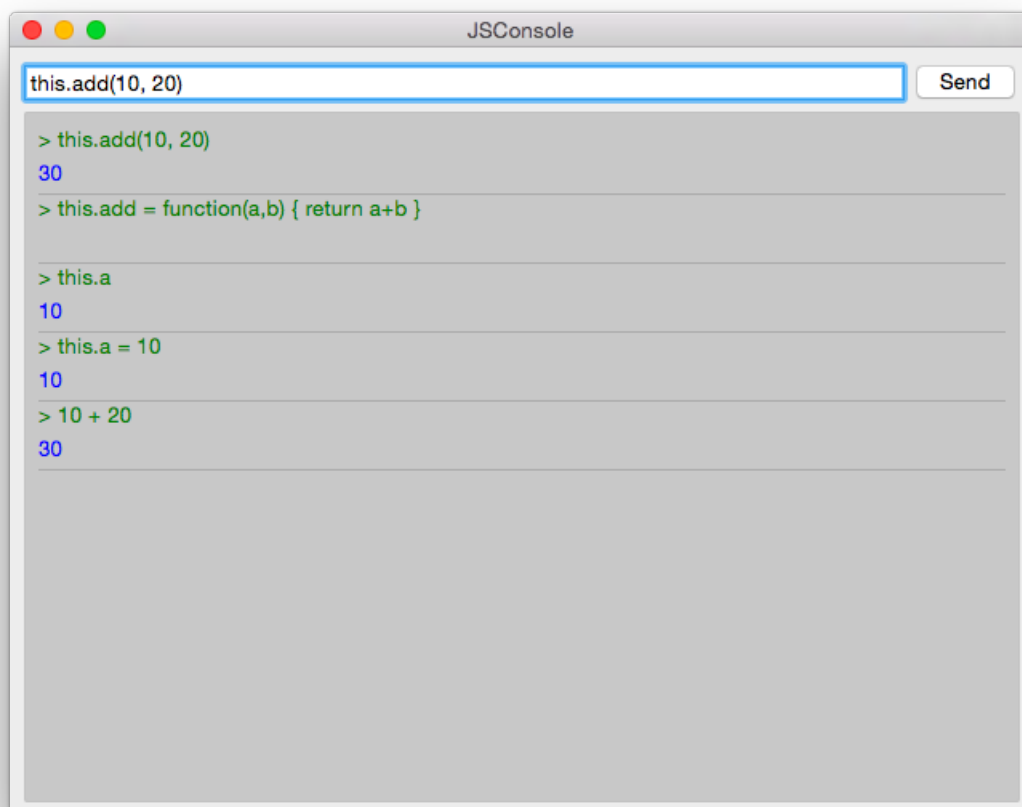 JSConsole
this.add(10, 20)
Send
> this.add(10, 20)
30
> this.add = function(a,b) { return a+b }
> this.a
10
> this.a = 10
10
> 10 + 20
30